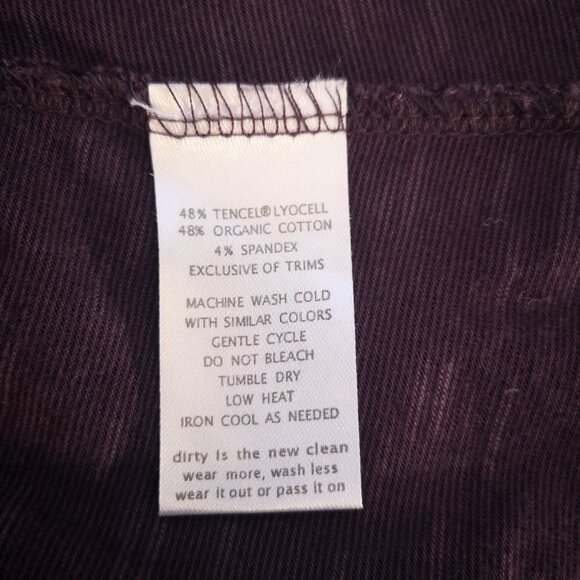 48% TENCEL® LYOCELL
48% ORGANIC COTTON
4% SPANDEX
EXCLUSIVE OF TRIMS
MACHINE WASH COLD
WITH SIMILAR COLORS
GENTLE CYCLE
DO NOT BLEACH
TUMBLE DRY
LOW HEAT
IRON COOL AS NEEDED
dirty is the new clean
wear more, wash less
wear it out or pass it on